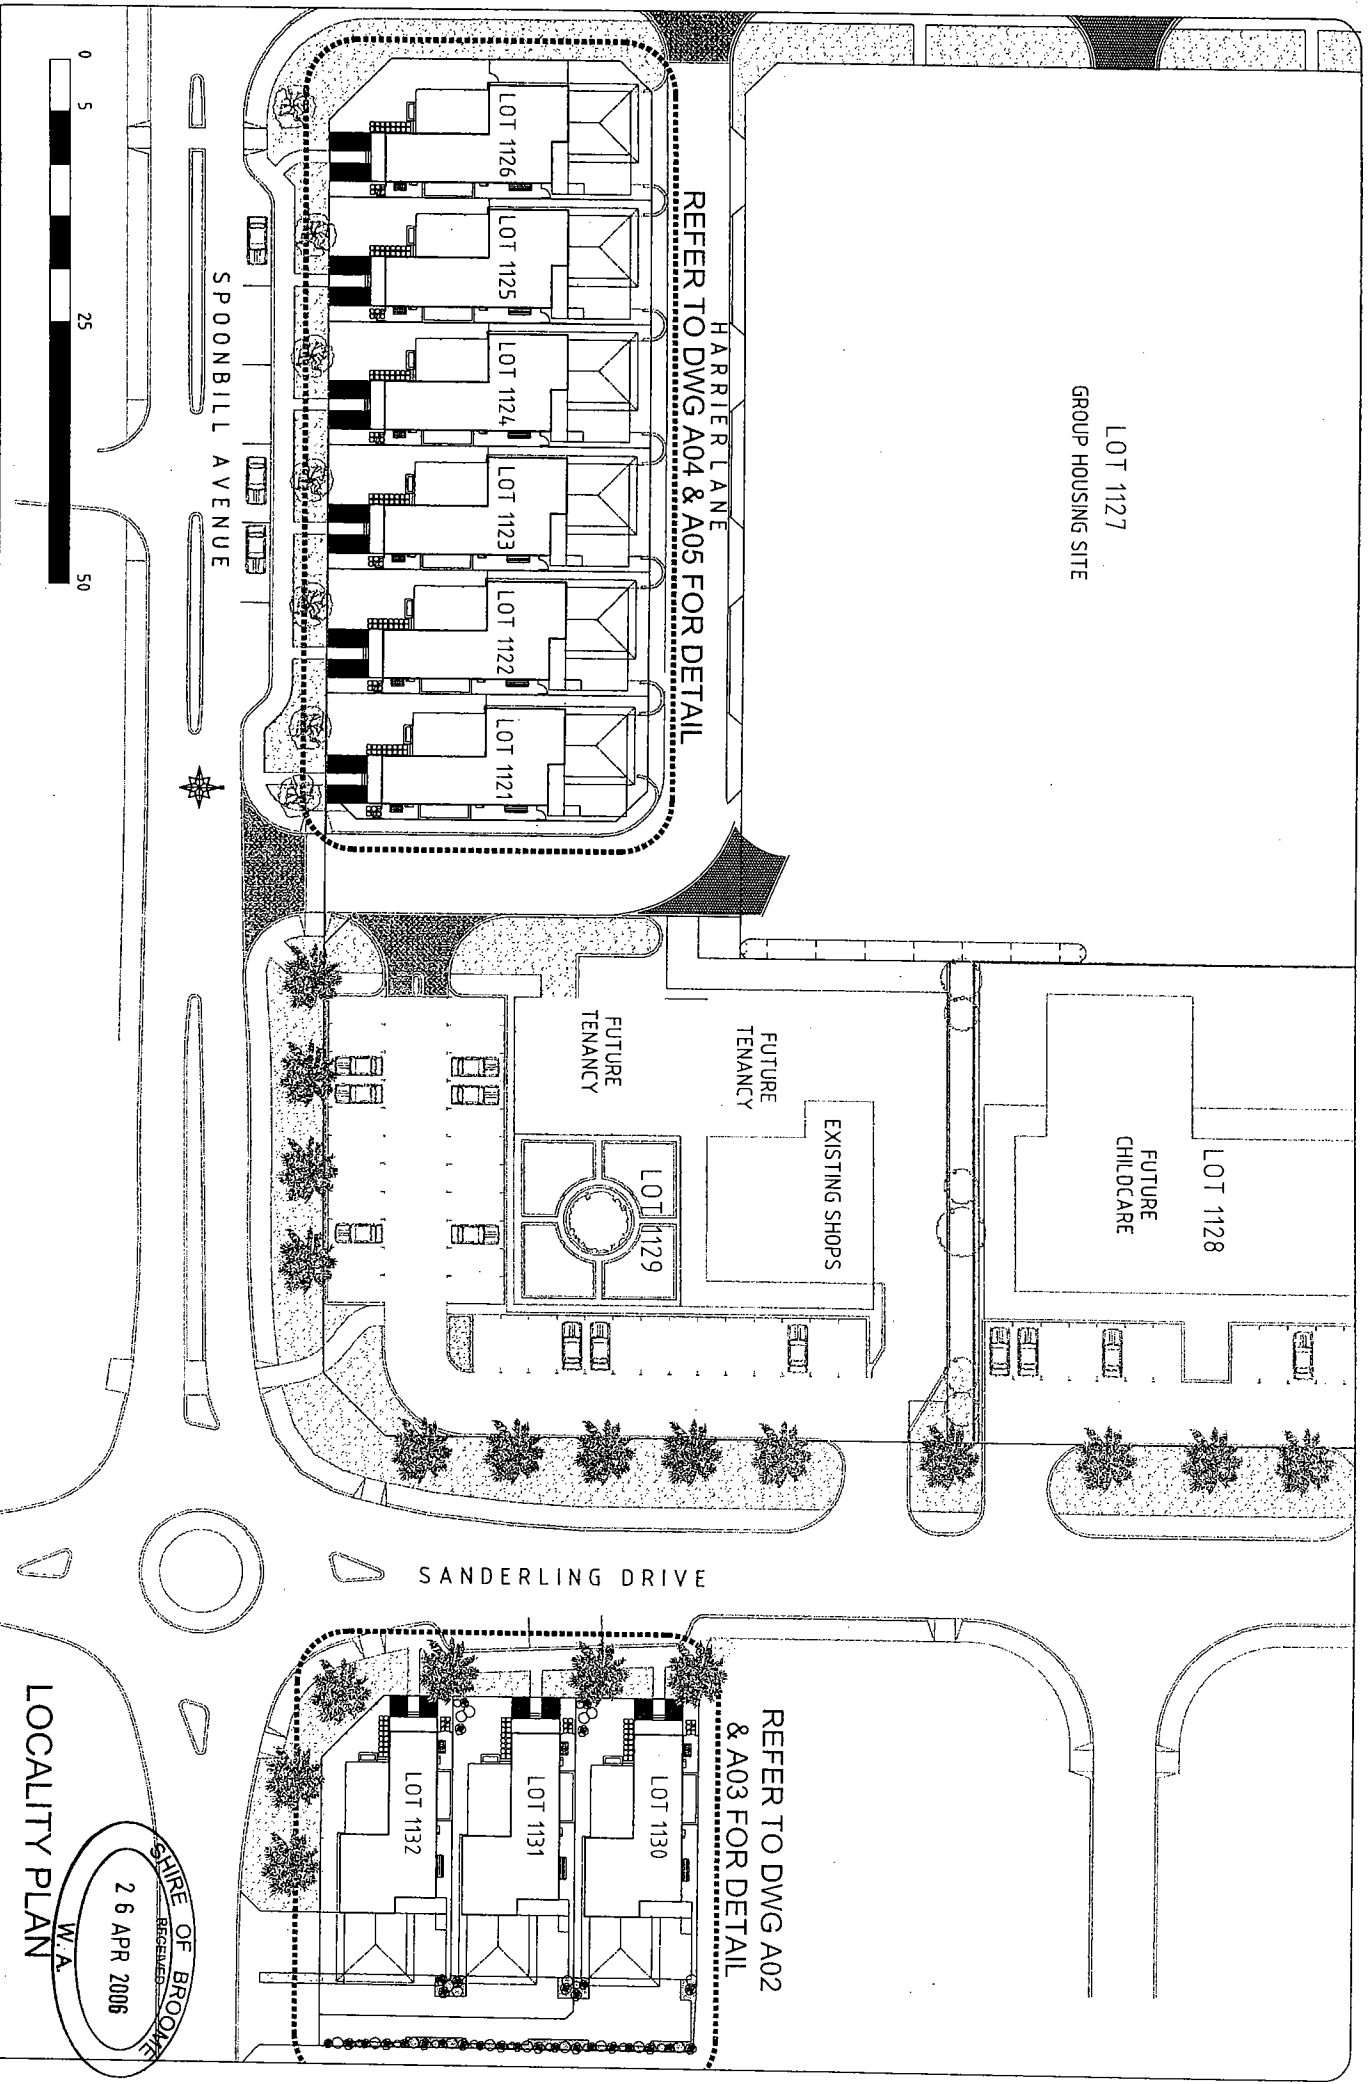 LOT 1127
GROUP HOUSING SITE
HARRIER LANE
REFER TO DWG A04 & A05 FOR DETAIL
LOT 1126
LOT 1125
LOT 1124
LOT 1123
LOT 1122
LOT 1121
SPOONBILL AVENUE
0
5
25
50
LOT 1128
FUTURE
CHILDCARE
EXISTING SHOPS
FUTURE
TENANCY
FUTURE
TENANCY
LOT 1129
SANDERLING DRIVE
REFER TO DWG A02
& A03 FOR DETAIL
LOT 1130
LOT 1131
LOT 1132
LOCALITY PLAN
SHIRE OF BROOME
RECEIVED
26 APR 2006
W.A.